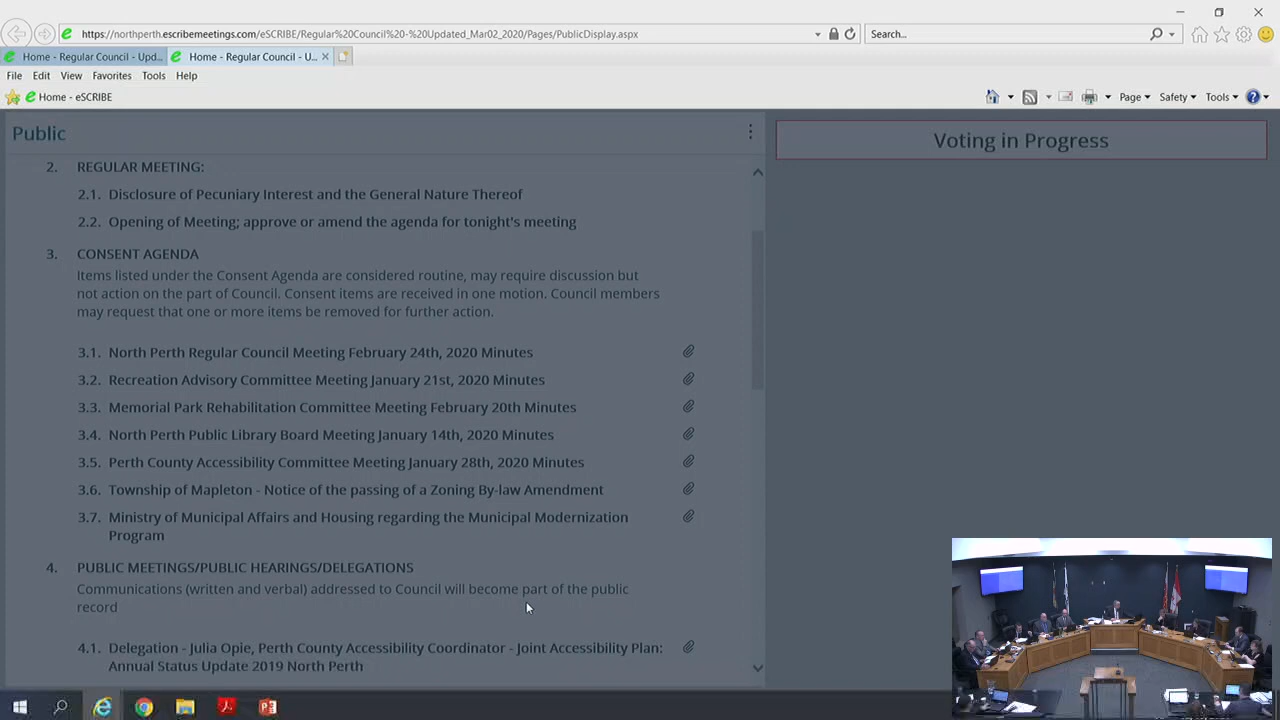 https://northperth.escribemeetings.com/eSCRIBE/Regular%20Council%20-%20Updated_Mar02_2020/Pages/PublicDisplay.aspx
Search...
Home - Regular Council - Upd...
Home - Regular Council - U...
File Edit View Favorites Tools Help
Home - eSCRIBE
Page Safety Tools
Public
Voting in Progress
2. REGULAR MEETING:
2.1. Disclosure of Pecuniary Interest and the General Nature Thereof
2.2. Opening of Meeting; approve or amend the agenda for tonight's meeting
3. CONSENT AGENDA
Items listed under the Consent Agenda are considered routine, may require discussion but
not action on the part of Council. Consent items are received in one motion. Council members
may request that one or more items be removed for further action.
3.1. North Perth Regular Council Meeting February 24th, 2020 Minutes
3.2. Recreation Advisory Committee Meeting January 21st, 2020 Minutes
3.3. Memorial Park Rehabilitation Committee Meeting February 20th Minutes
3.4. North Perth Public Library Board Meeting January 14th, 2020 Minutes
3.5. Perth County Accessibility Committee Meeting January 28th, 2020 Minutes
3.6. Township of Mapleton - Notice of the passing of a Zoning By-law Amendment
3.7. Ministry of Municipal Affairs and Housing regarding the Municipal Modernization
Program
4. PUBLIC MEETINGS/PUBLIC HEARINGS/DELEGATIONS
Communications (written and verbal) addressed to Council will become part of the public
record
4.1. Delegation - Julia Opie, Perth County Accessibility Coordinator - Joint Accessibility Plan:
Annual Status Update 2019 North Perth